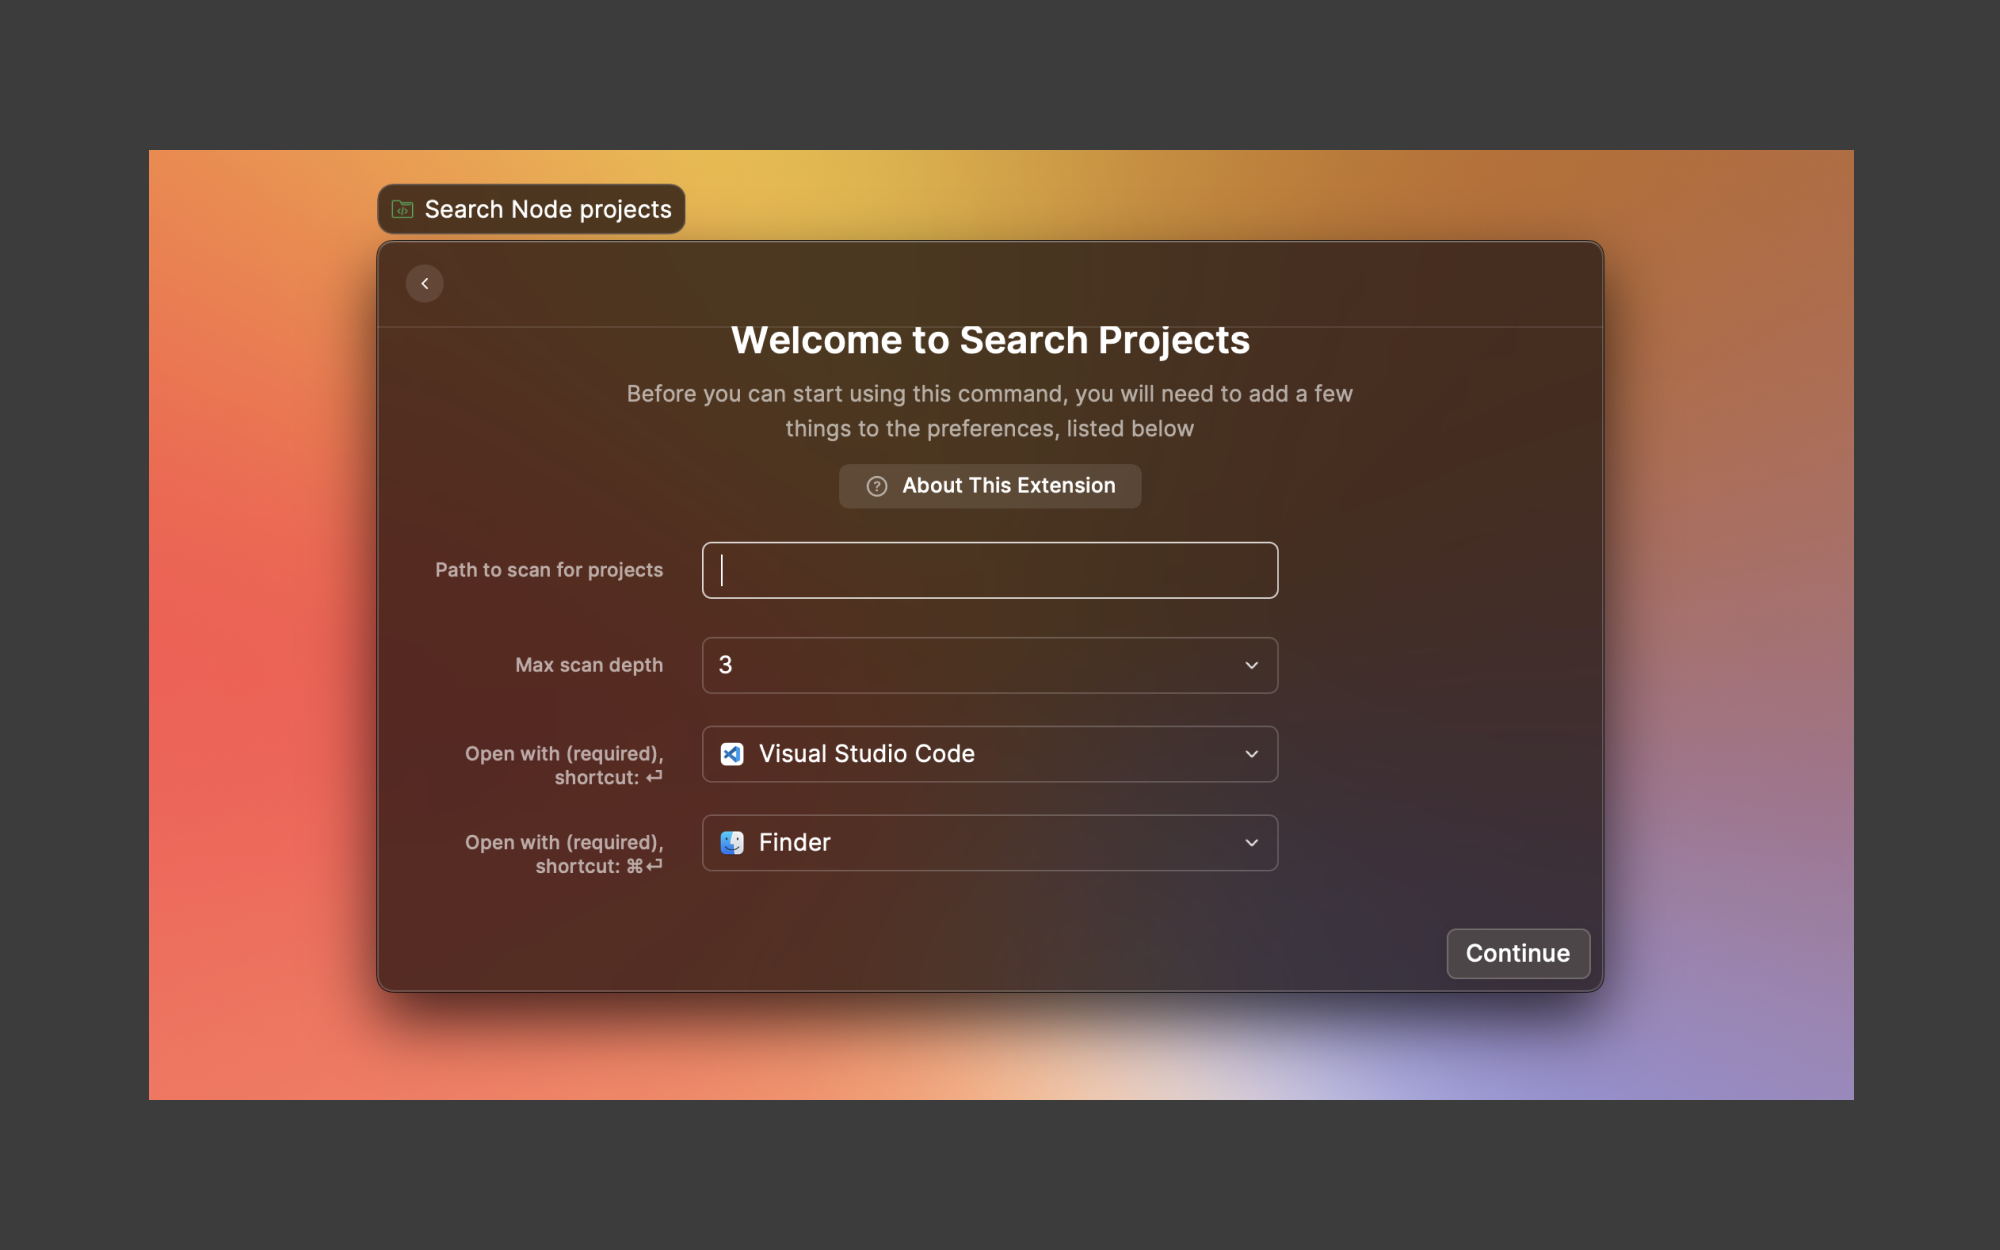 Search Node projects
Welcome to Search Projects
Before you can start using this command, you will need to add a few
things to the preferences, listed below
About This Extension
Path to scan for projects
Max scan depth
3
Open with (required),
shortcut: ⏎
Visual Studio Code
Open with (required),
shortcut: ⌘⏎
Finder
Continue